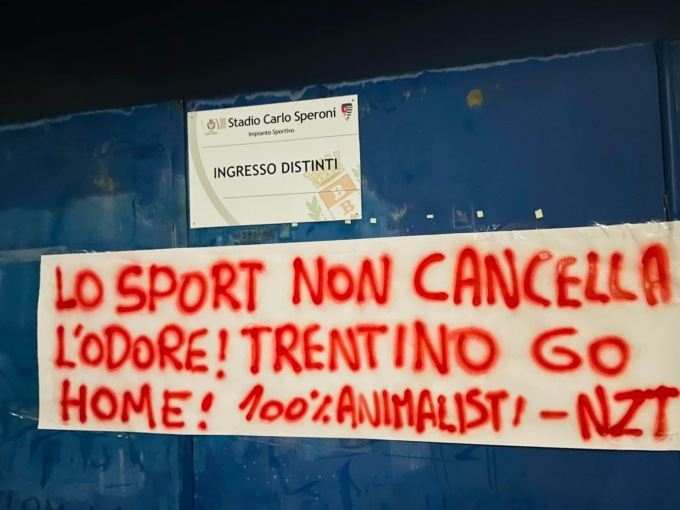 Stadio Carlo Speroni
Impianto Sportivo
INGRESSO DISTINTI
LO SPORT NON CANCELLA
L'ODORE! TRENTINO GO
HOME! 100%ANIMALISTI - NZT